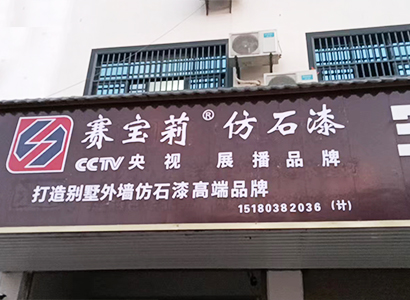 赛宝莉®仿石漆
CCTV 央视 展播品牌
打造别墅外墙仿石漆高端品牌
15180382036（计）